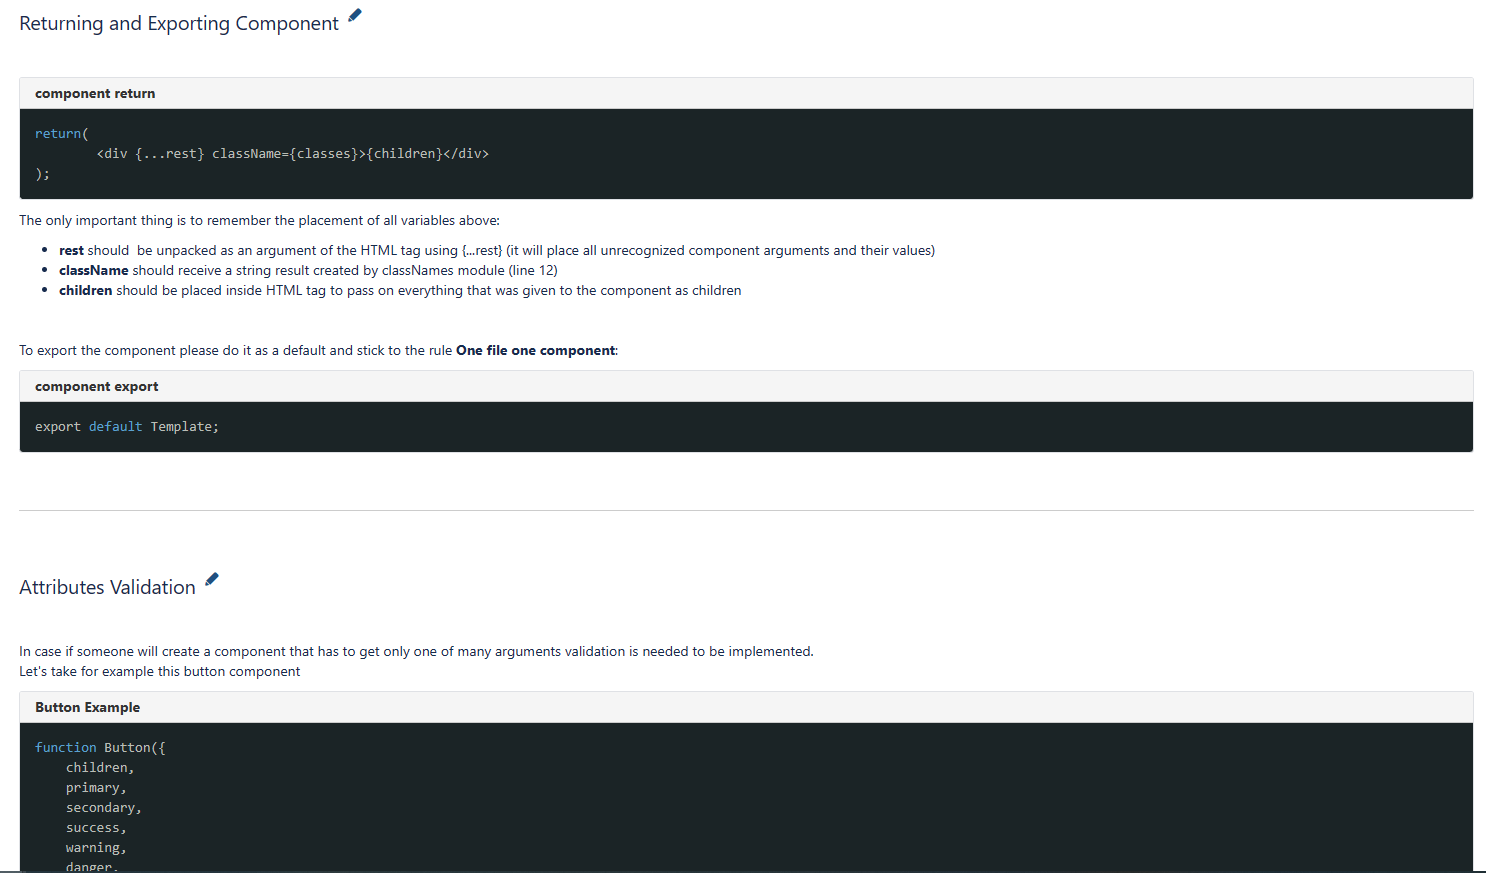 Returning and Exporting Component
component return
return(
<div {...rest} className={classes}>{children}</div>
);
The only important thing is to remember the placement of all variables above:
• rest should  be unpacked as an argument of the HTML tag using {...rest} (it will place all unrecognized component arguments and their values)
• className should receive a string result created by classNames module (line 12)
• children should be placed inside HTML tag to pass on everything that was given to the component as children
To export the component please do it as a default and stick to the rule One file one component:
component export
export default Template;
Attributes Validation
In case if someone will create a component that has to get only one of many arguments validation is needed to be implemented.
Let's take for example this button component
Button Example
function Button({
children,
primary,
secondary,
success,
warning,
danger,